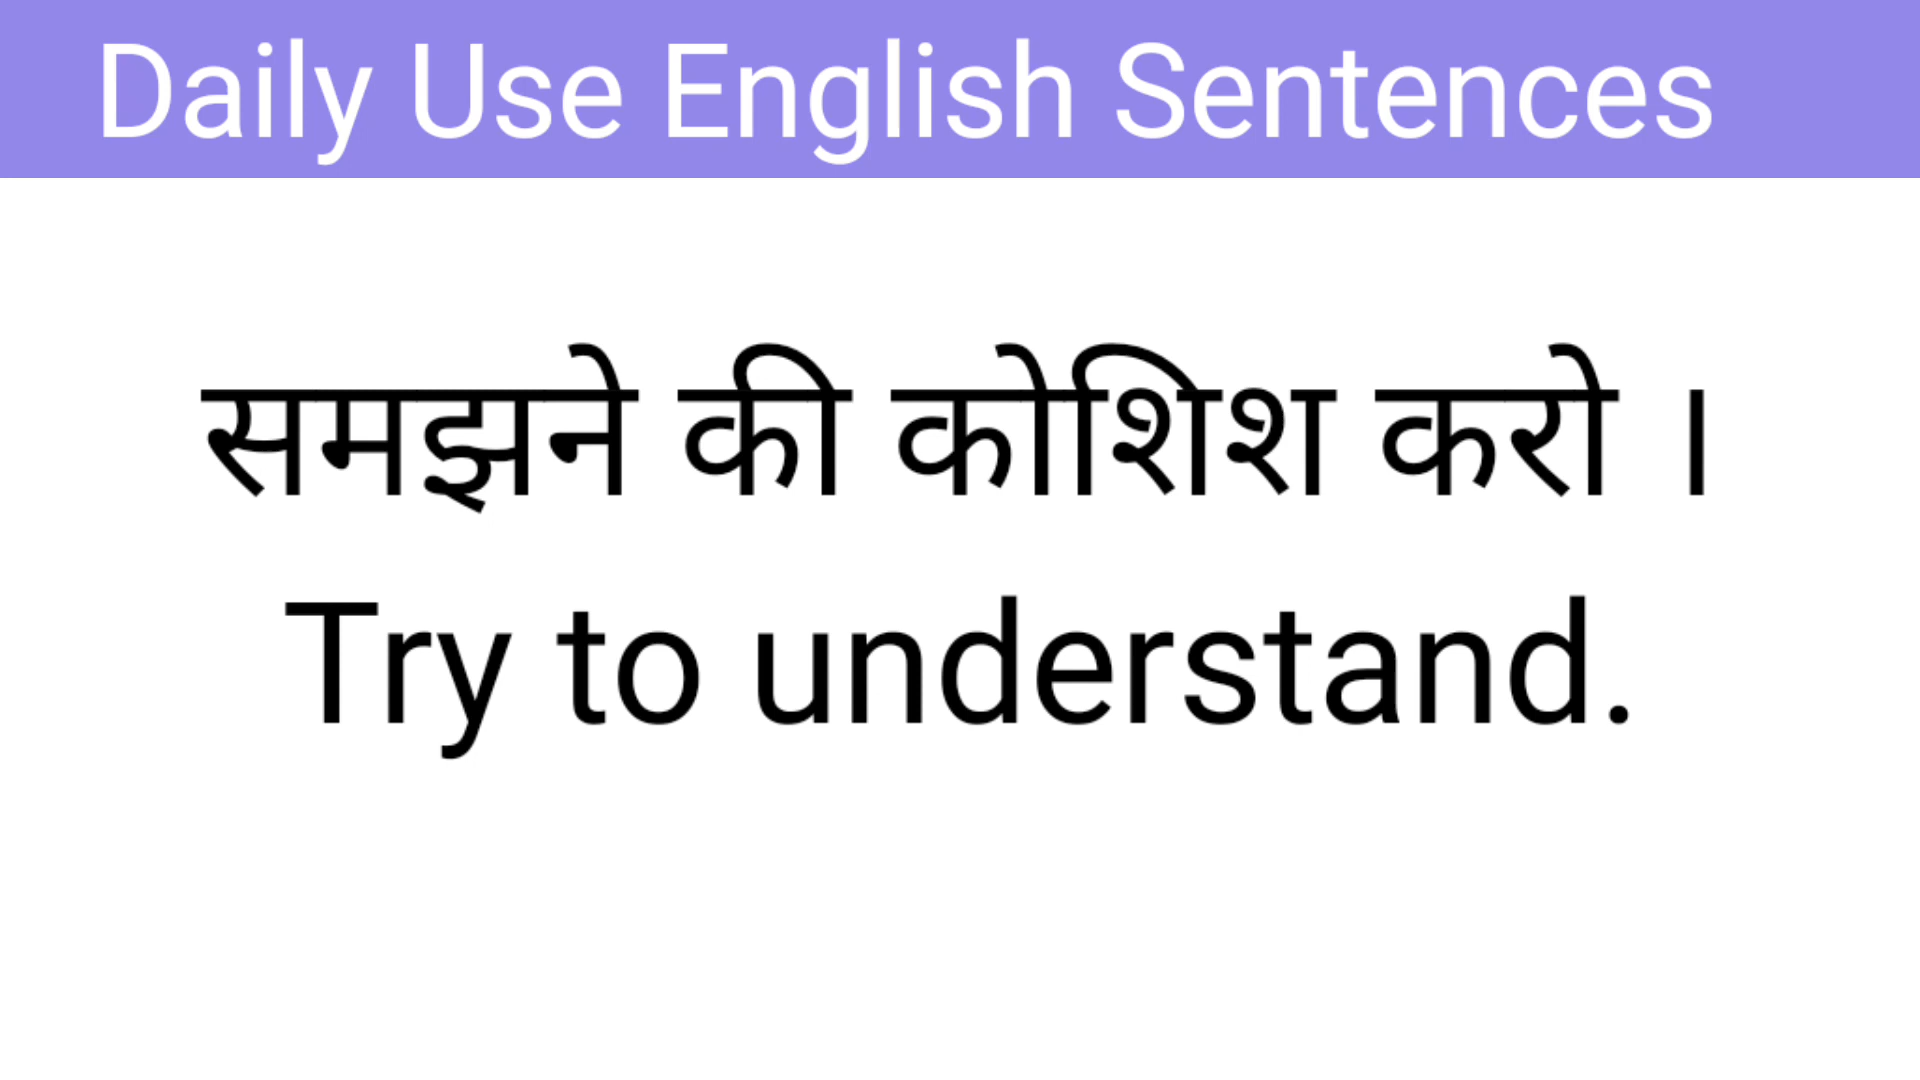 Daily Use English Sentences
समझने की कोशिश करो ।
Try to understand.